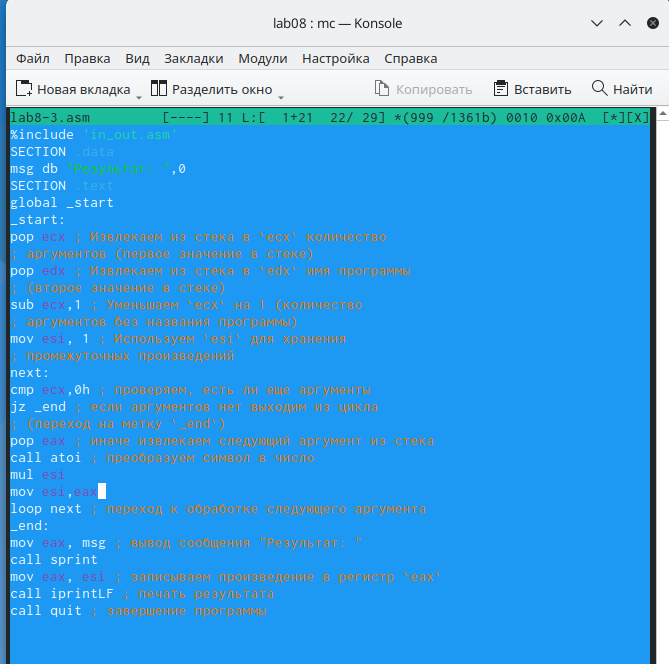 lab08 : mc — Konsole
Файл Правка Вид Закладки Модули Настройка Справка
Новая вкладка Разделить окно Копировать Вставить Найти
lab8-3.asm [----] 11 L:[ 1+21 22/ 29] *(999 /1361b) 0010 0x00A [*][X]
%include 'in_out.asm'
SECTION .data
msg db "Результат: ",0
SECTION .text
global _start
_start:
pop ecx ; Извлекаем из стека в `ecx` количество
; аргументов (первое значение в стеке)
pop edx ; Извлекаем из стека в `edx` имя программы
; (второе значение в стеке)
sub ecx,1 ; Уменьшаем `ecx` на 1 (количество
; аргументов без названия программы)
mov esi, 1 ; Используем `esi` для хранения
; промежуточных произведений
next:
cmp ecx,0h ; проверяем, есть ли еще аргументы
jz _end ; если аргументов нет выходим из цикла
; (переход на метку `_end`)
pop eax ; иначе извлекаем следующий аргумент из стека
call atoi ; преобразуем символ в число
mul esi
mov esi,eax
loop next ; переход к обработке следующего аргумента
_end:
mov eax, msg ; вывод сообщения "Результат: "
call sprint
mov eax, esi ; записываем произведение в регистр `eax`
call iprintLF ; печать результата
call quit ; завершение программы